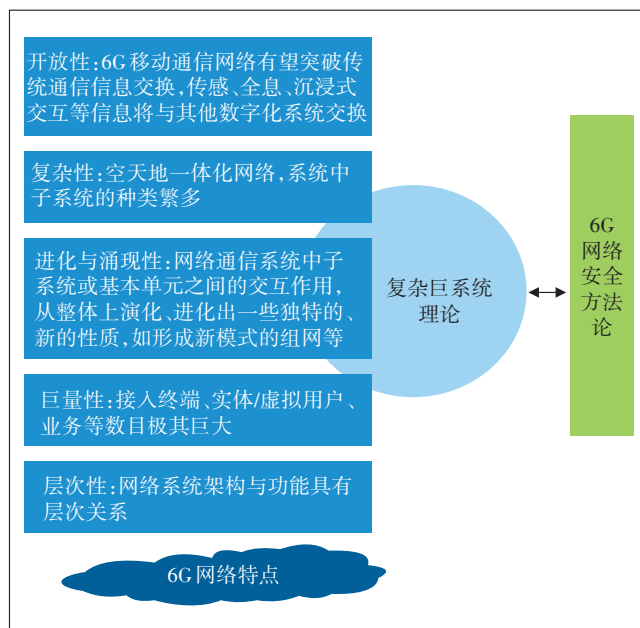 开放性:6G移动通信网络有望突破传
统通信信息交换,传感、全息、沉浸式
交互等信息将与其他数字化系统交换
复杂性:空天地一体化网络,系统中
子系统的种类繁多
进化与涌现性:网络通信系统中子
系统或基本单元之间的交互作用,
从整体上演化、进化出一些独特的、
新的性质,如形成新模式的组网等
巨量性:接入终端、实体/虚拟用户、
业务等数目极其巨大
层次性:网络系统架构与功能具有
层次关系
6G网络特点
复杂巨系统
理论
6G
网络
安全
方法
论